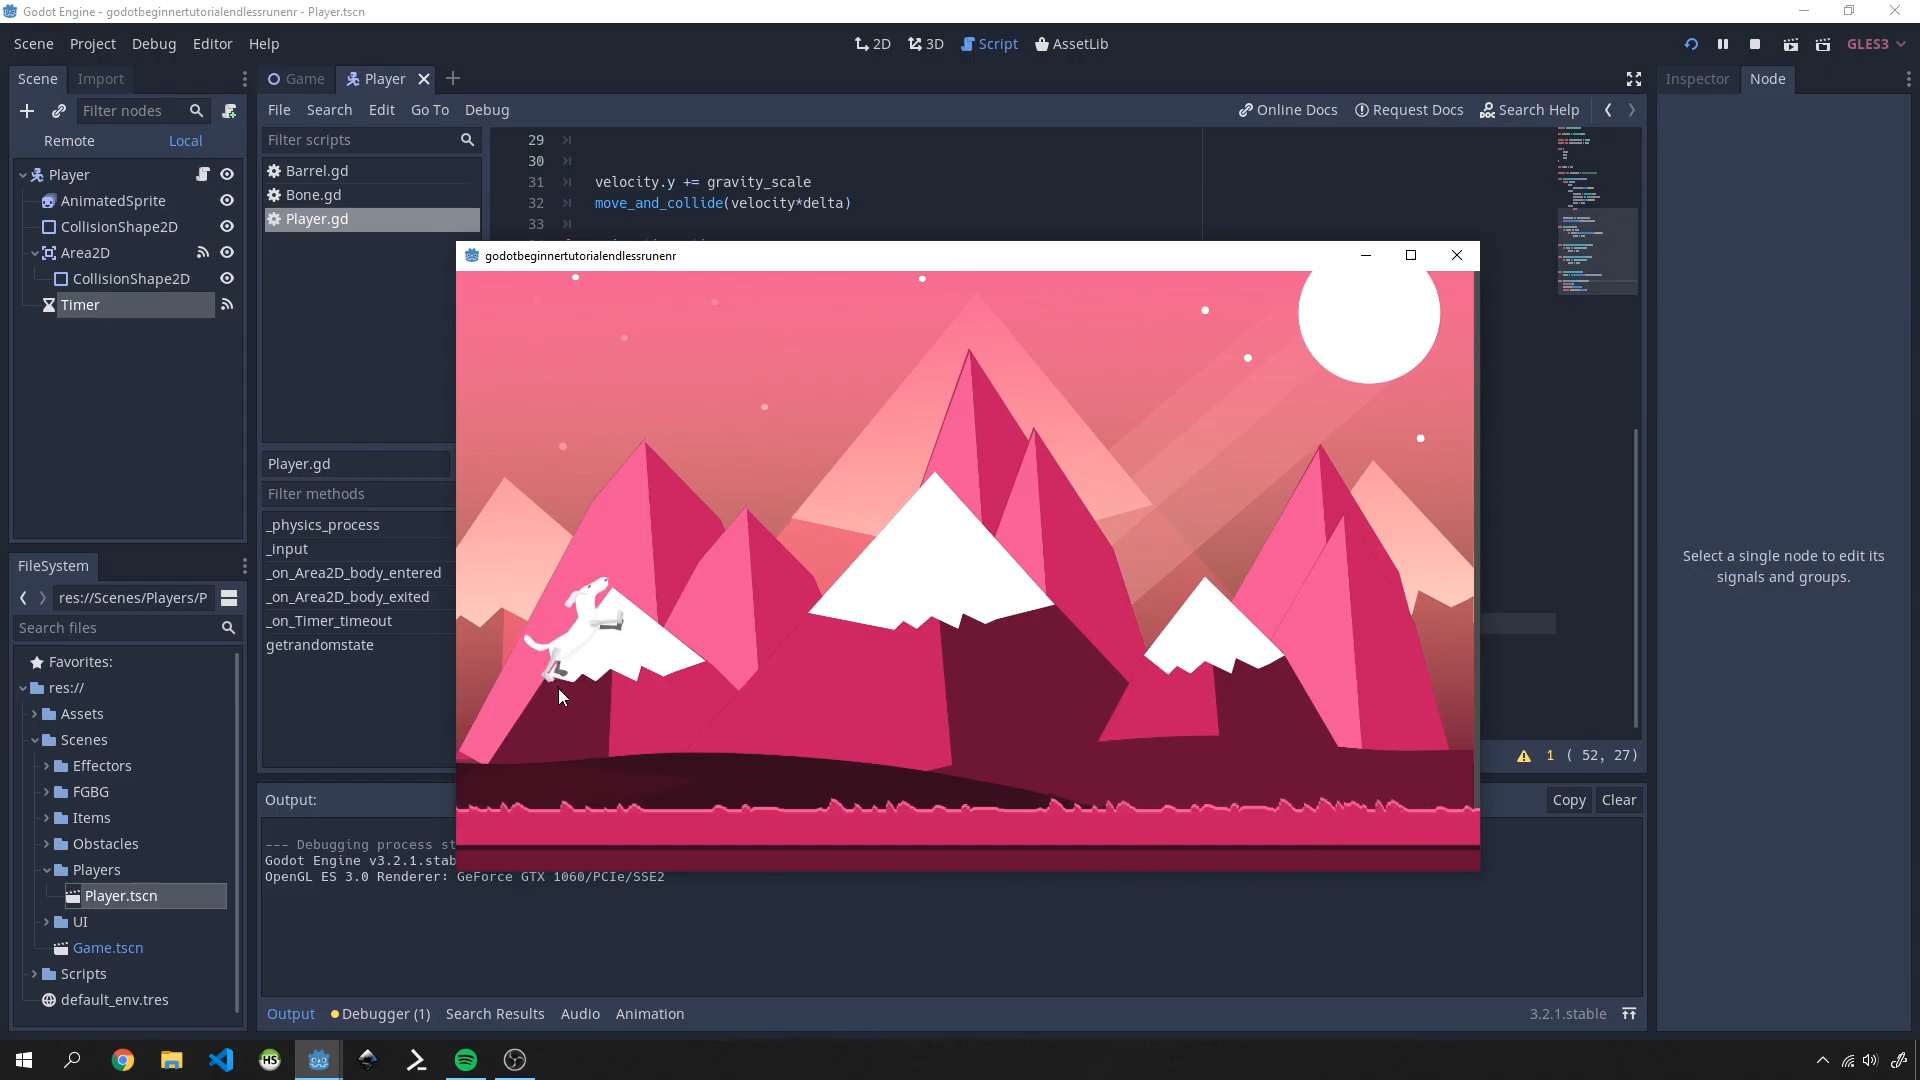 Godot Engine - godotbeginnertutorialendlessrunenr - Player.tscn
Scene Project Debug Editor Help
2D 3D Script AssetLib
GLES3
Scene Import
Game Player
Inspector Node
Filter nodes
File Search Edit Go To Debug
Online Docs Request Docs Search Help
Remote Local
Filter scripts
Player
AnimatedSprite
CollisionShape2D
Area2D
CollisionShape2D
Timer
Barrel.gd
Bone.gd
Player.gd
29
30
31 velocity.y += gravity_scale
32 move_and_collide(velocity*delta)
33
godotbeginnertutorialendlessrunenr
Player.gd
Filter methods
_physics_process
_input
_on_Area2D_body_entered
_on_Area2D_body_exited
_on_Timer_timeout
getrandomstate
Select a single node to edit its
signals and groups.
FileSystem
res://Scenes/Players/P
Search files
Favorites:
res://
Assets
Scenes
Effectors
FGBG
Items
Obstacles
Players
Player.tscn
UI
Game.tscn
Scripts
default_env.tres
1 ( 52, 27)
Output:
Copy Clear
--- Debugging process st
Godot Engine v3.2.1.stab
OpenGL ES 3.0 Renderer: GeForce GTX 1060/PCIe/SSE2
Output Debugger (1) Search Results Audio Animation
3.2.1.stable
HS